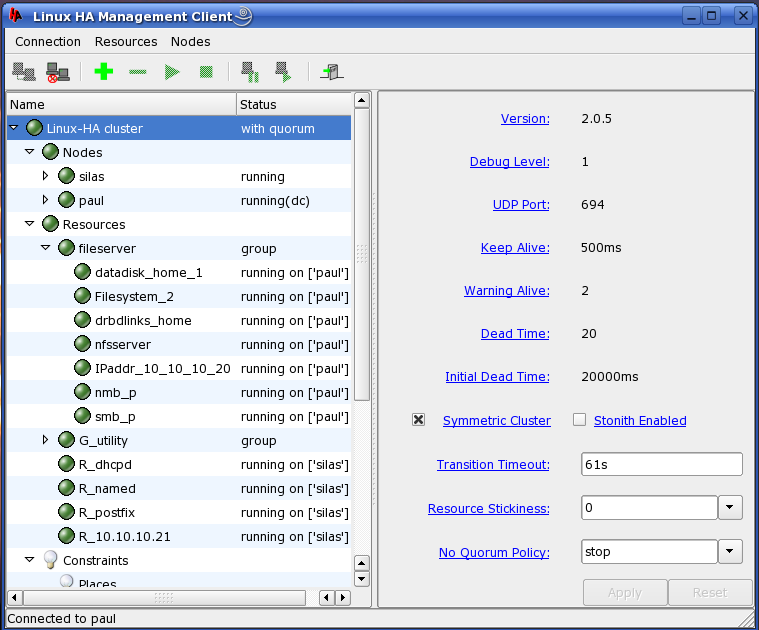 Linux HA Management Client
Connection Resources Nodes
Name Status
Linux-HA cluster with quorum
Nodes
silas running
paul running(dc)
Resources
fileserver group
datadisk_home_1 running on ['paul']
Filesystem_2 running on ['paul']
drbdlinks_home running on ['paul']
nfsserver running on ['paul']
IPaddr_10_10_10_20 running on ['paul']
nmb_p running on ['paul']
smb_p running on ['paul']
G_utility group
R_dhcpd running on ['silas']
R_named running on ['silas']
R_postfix running on ['silas']
R_10.10.10.21 running on ['silas']
Constraints
Places
Version: 2.0.5
Debug Level: 1
UDP Port: 694
Keep Alive: 500ms
Warning Alive: 2
Dead Time: 20
Initial Dead Time: 20000ms
Symmetric Cluster Stonith Enabled
Transition Timeout: 61s
Resource Stickiness: 0
No Quorum Policy: stop
Apply Reset
Connected to paul